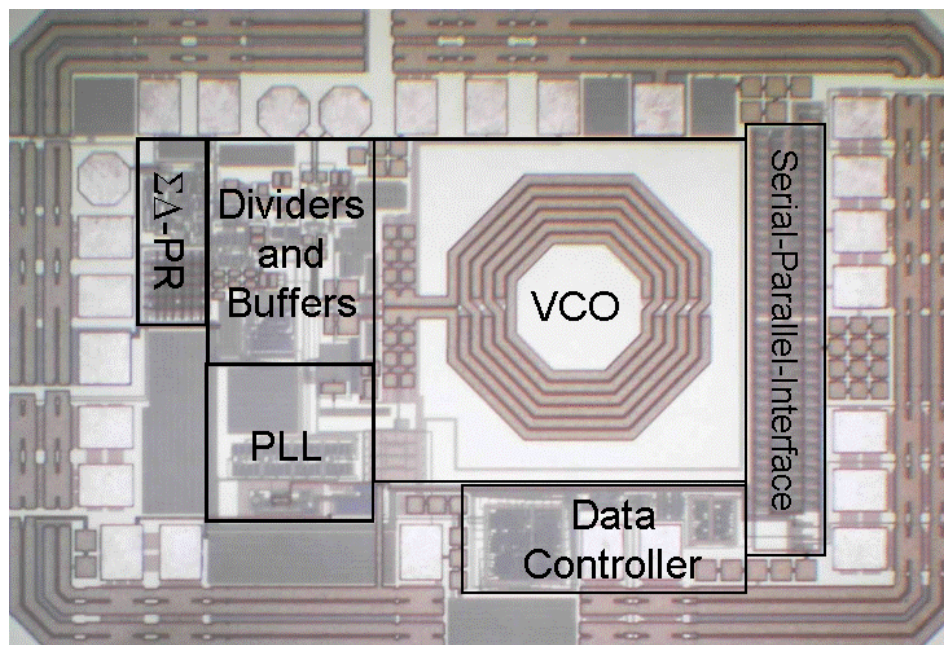 ΣΔ-PR
Dividers
and
Buffers
VCO
Serial-Parallel-Interface
PLL
Data
Controller